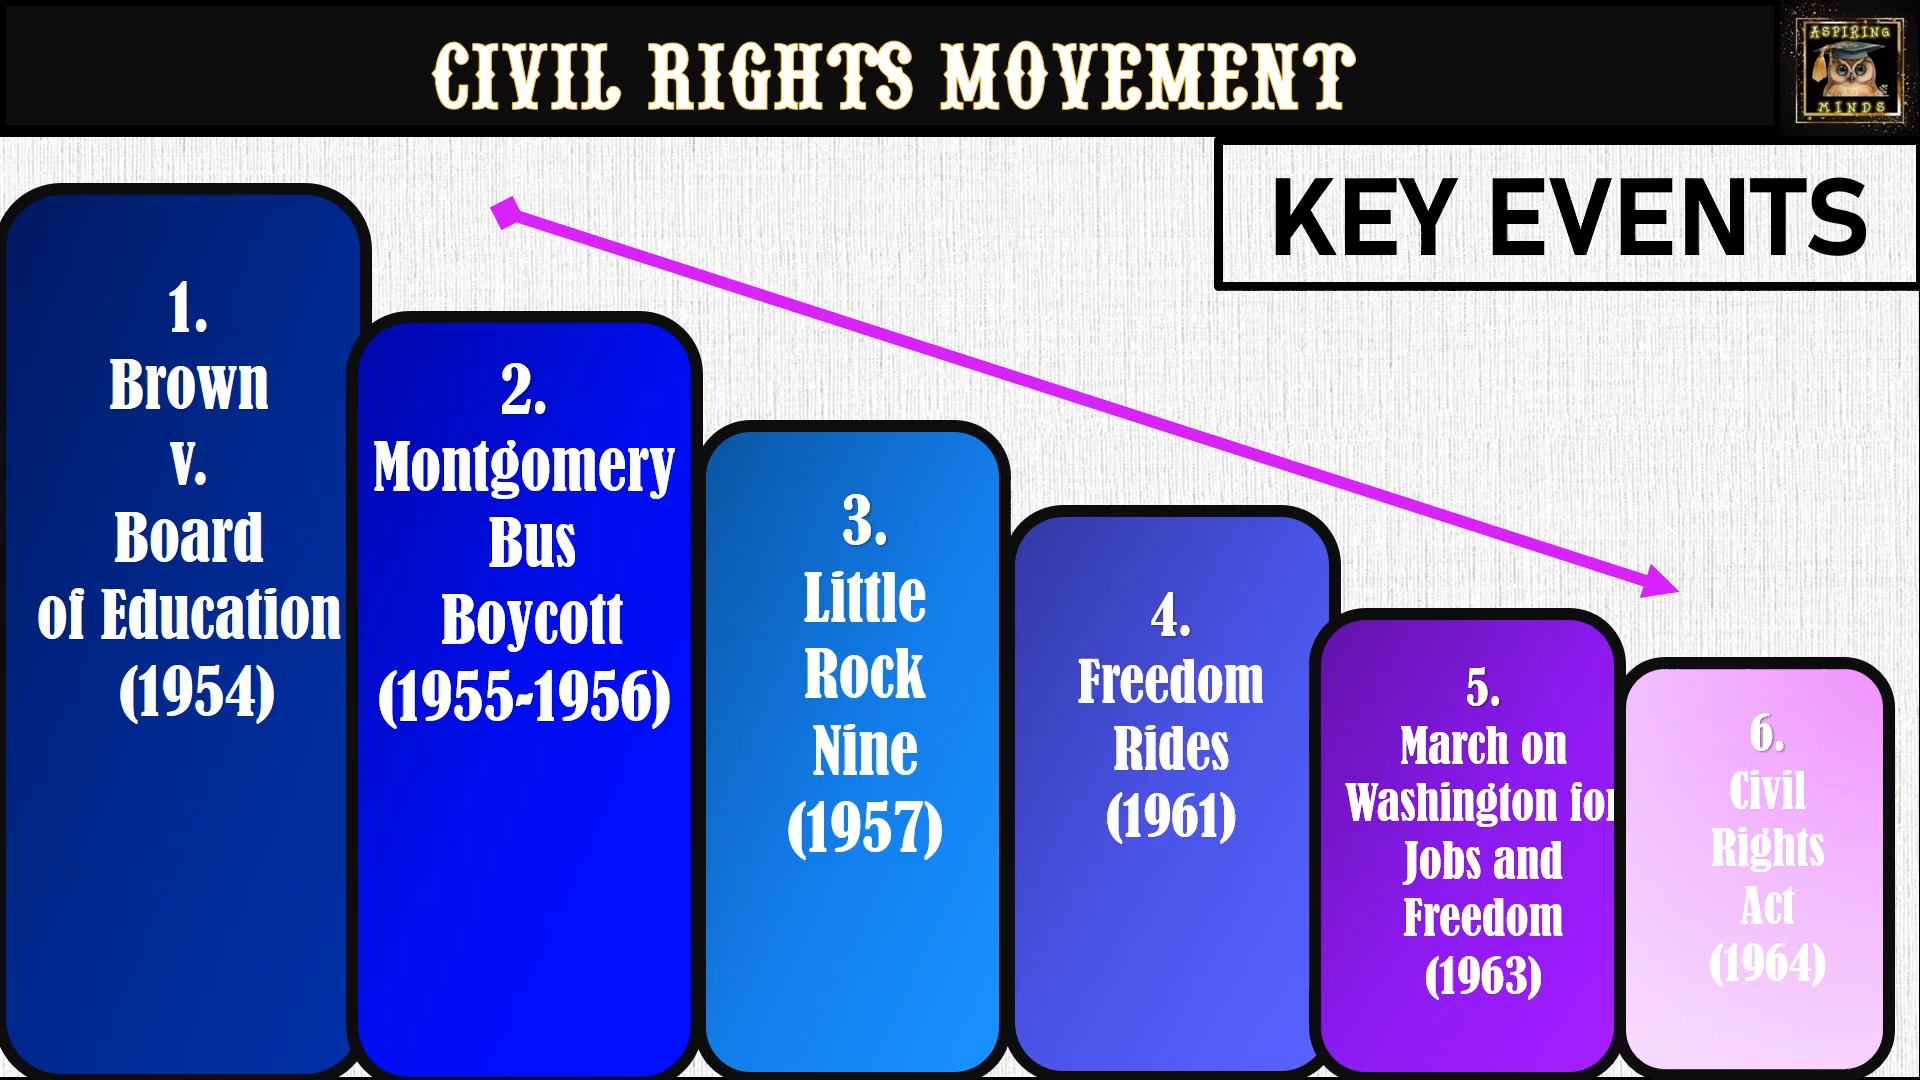 CIVIL RIGHTS MOVEMENT
ASPIRING
MINDS
KEY EVENTS
1.
Brown
v.
Board
of Education
(1954)
2.
Montgomery
Bus
Boycott
(1955-1956)
3.
Little
Rock
Nine
(1957)
4.
Freedom
Rides
(1961)
5.
March on
Washington for
Jobs and
Freedom
(1963)
6.
Civil
Rights
Act
(1964)